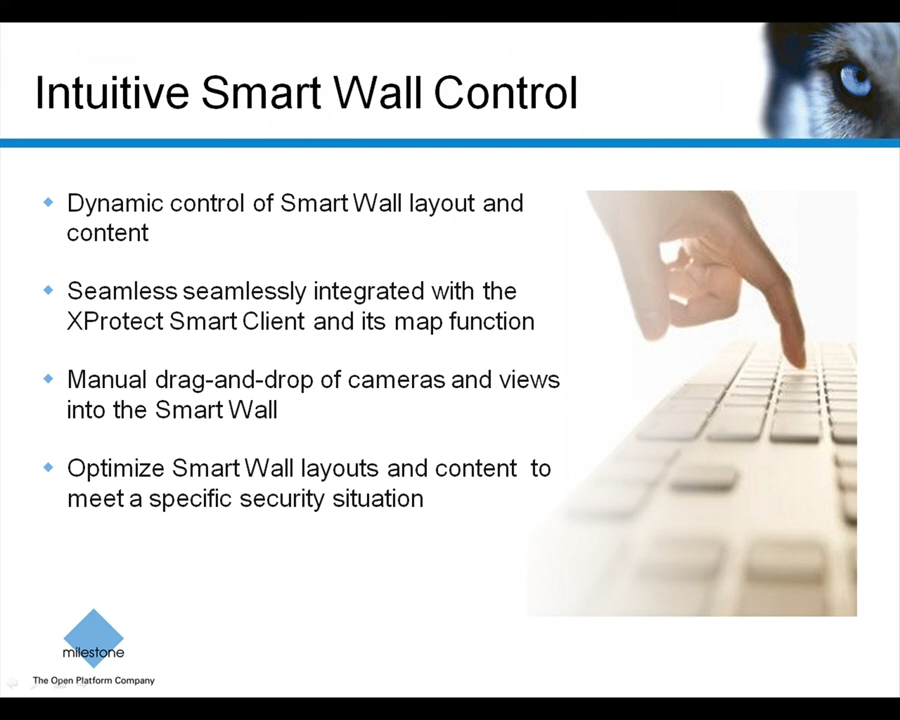 Intuitive Smart Wall Control
Dynamic control of Smart Wall layout and
content
Seamless seamlessly integrated with the
XProtect Smart Client and its map function
Manual drag-and-drop of cameras and views
into the Smart Wall
Optimize Smart Wall layouts and content  to
meet a specific security situation
milestone
The Open Platform Company